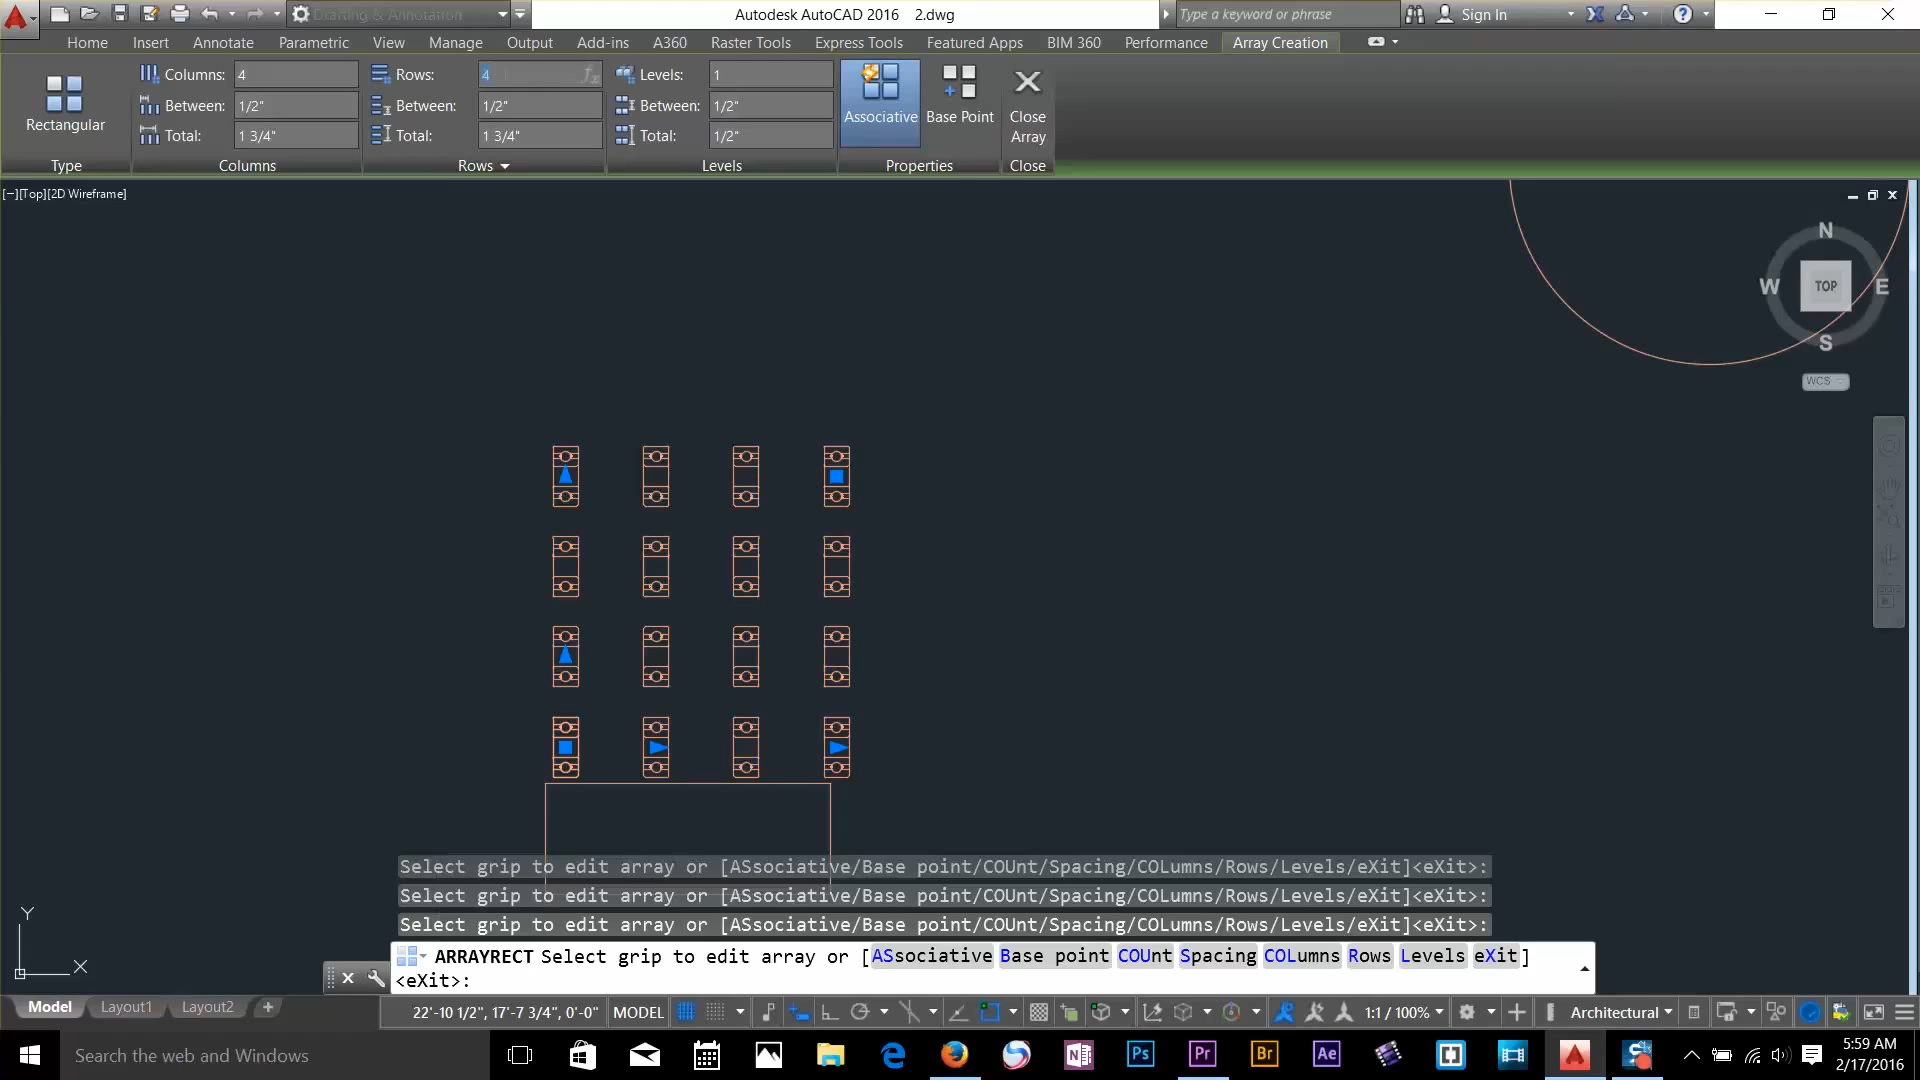 Drafting & Annotation
Autodesk AutoCAD 2016 2.dwg
Type a keyword or phrase
Sign In
Home Insert Annotate Parametric View Manage Output Add-ins A360 Raster Tools Express Tools Featured Apps BIM 360 Performance Array Creation
Columns: 4 Rows: 4 Levels: 1
Between: 1/2" Between: 1/2" Between: 1/2"
Total: 1 3/4" Total: 1 3/4" Total: 1/2"
Rectangular
Associative
Base Point
Close
Array
Type Columns Rows Levels Properties Close
[−][Top][2D Wireframe]
N
W TOP E
S
WCS
Select grip to edit array or [ASsociative/Base point/COUnt/Spacing/COLumns/Rows/Levels/eXit]<eXit>:
Select grip to edit array or [ASsociative/Base point/COUnt/Spacing/COLumns/Rows/Levels/eXit]<eXit>:
Select grip to edit array or [ASsociative/Base point/COUnt/Spacing/COLumns/Rows/Levels/eXit]<eXit>:
ARRAYRECT Select grip to edit array or [ASsociative Base point COUnt Spacing COLumns Rows Levels eXit]
<eXit>:
Y
X
Model Layout1 Layout2 +
22'-10 1/2", 17'-7 3/4", 0'-0" MODEL 1:1 / 100% Architectural
Search the web and Windows
N
Ps
Pr
Br
Ae
5:59 AM
2/17/2016